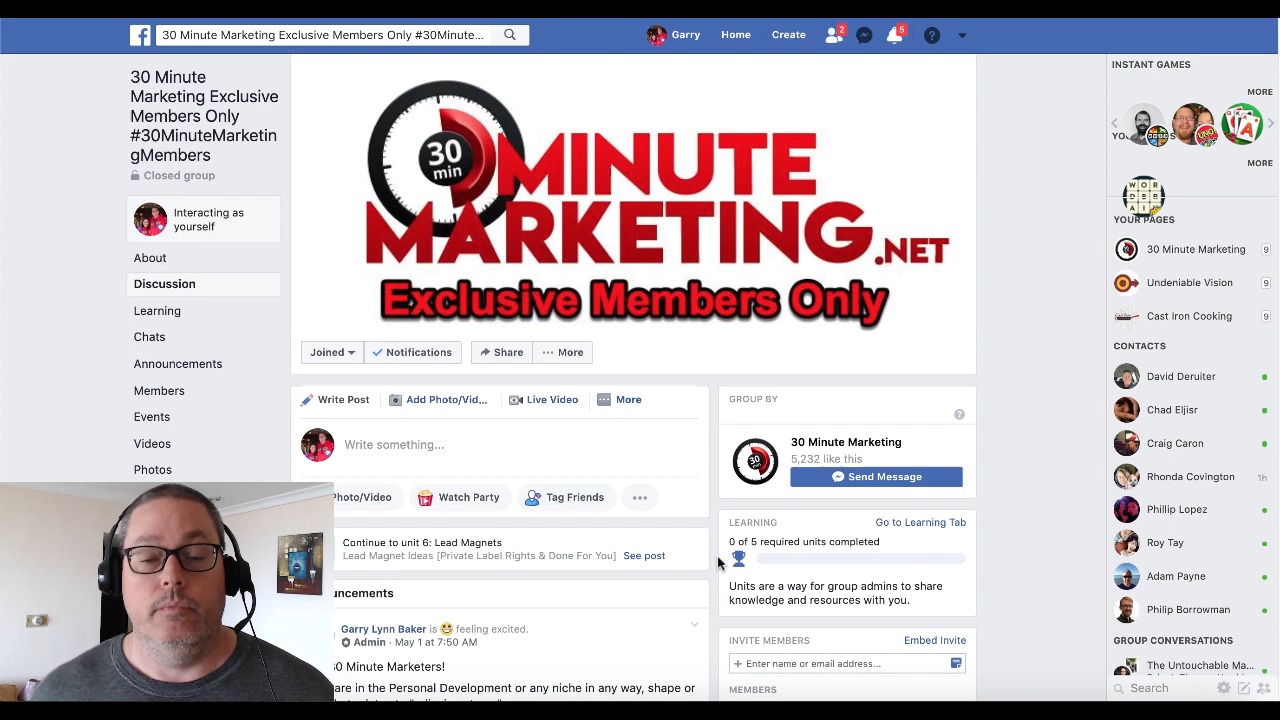 30 Minute Marketing Exclusive Members Only #30Minute...
Garry
Home
Create
2
5
30 Minute
Marketing Exclusive
Members Only
#30MinuteMarketin
gMembers
Closed group
Interacting as
yourself
About
Discussion
Learning
Chats
Announcements
Members
Events
Videos
Photos
30
min
MINUTE
MARKETING.NET
Exclusive Members Only
Joined
Notifications
Share
More
Write Post
Add Photo/Vid...
Live Video
More
Write something...
Photo/Video
Watch Party
Tag Friends
Continue to unit 6: Lead Magnets
Lead Magnet Ideas [Private Label Rights & Done For You]
See post
uncements
Garry Lynn Baker is feeling excited.
Admin · May 1 at 7:50 AM
30 Minute Marketers!
are in the Personal Development or any niche in any way, shape or
GROUP BY
30 Minute Marketing
5,232 like this
Send Message
LEARNING
Go to Learning Tab
0 of 5 required units completed
Units are a way for group admins to share
knowledge and resources with you.
INVITE MEMBERS
Embed Invite
+ Enter name or email address...
MEMBERS
INSTANT GAMES
MORE
MORE
YOUR PAGES
30 Minute Marketing
9
Undeniable Vision
9
Cast Iron Cooking
9
CONTACTS
David Deruiter
Chad Eljisr
Craig Caron
Rhonda Covington
1h
Phillip Lopez
Roy Tay
Adam Payne
Philip Borrowman
GROUP CONVERSATIONS
The Untouchable Ma...
Search